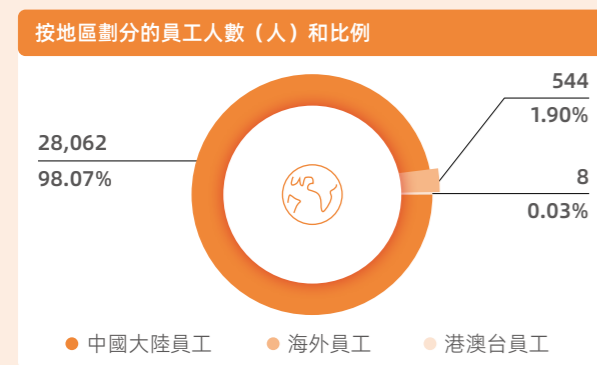 按地區劃分的員工人數（人）和比例
544
1.90%
28,062
98.07%
8
0.03%
中國大陸員工
海外員工
港澳台員工